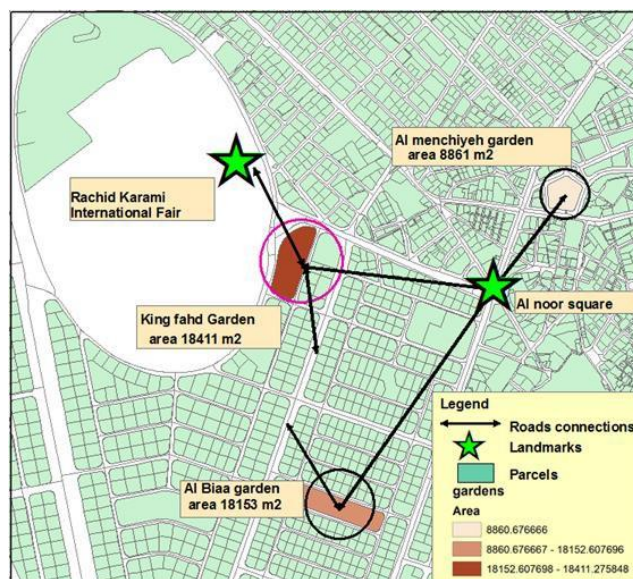 Al menchiyeh garden
area 8861 m2
Rachid Karami
International Fair
Al noor square
King fahd Garden
area 18411 m2
Al Biaa garden
area 18153 m2
Legend
Roads connections
Landmarks
Parcels
gardens
Area
8860.676666
8860.676667 - 18152.607696
18152.607698 - 18411.275848